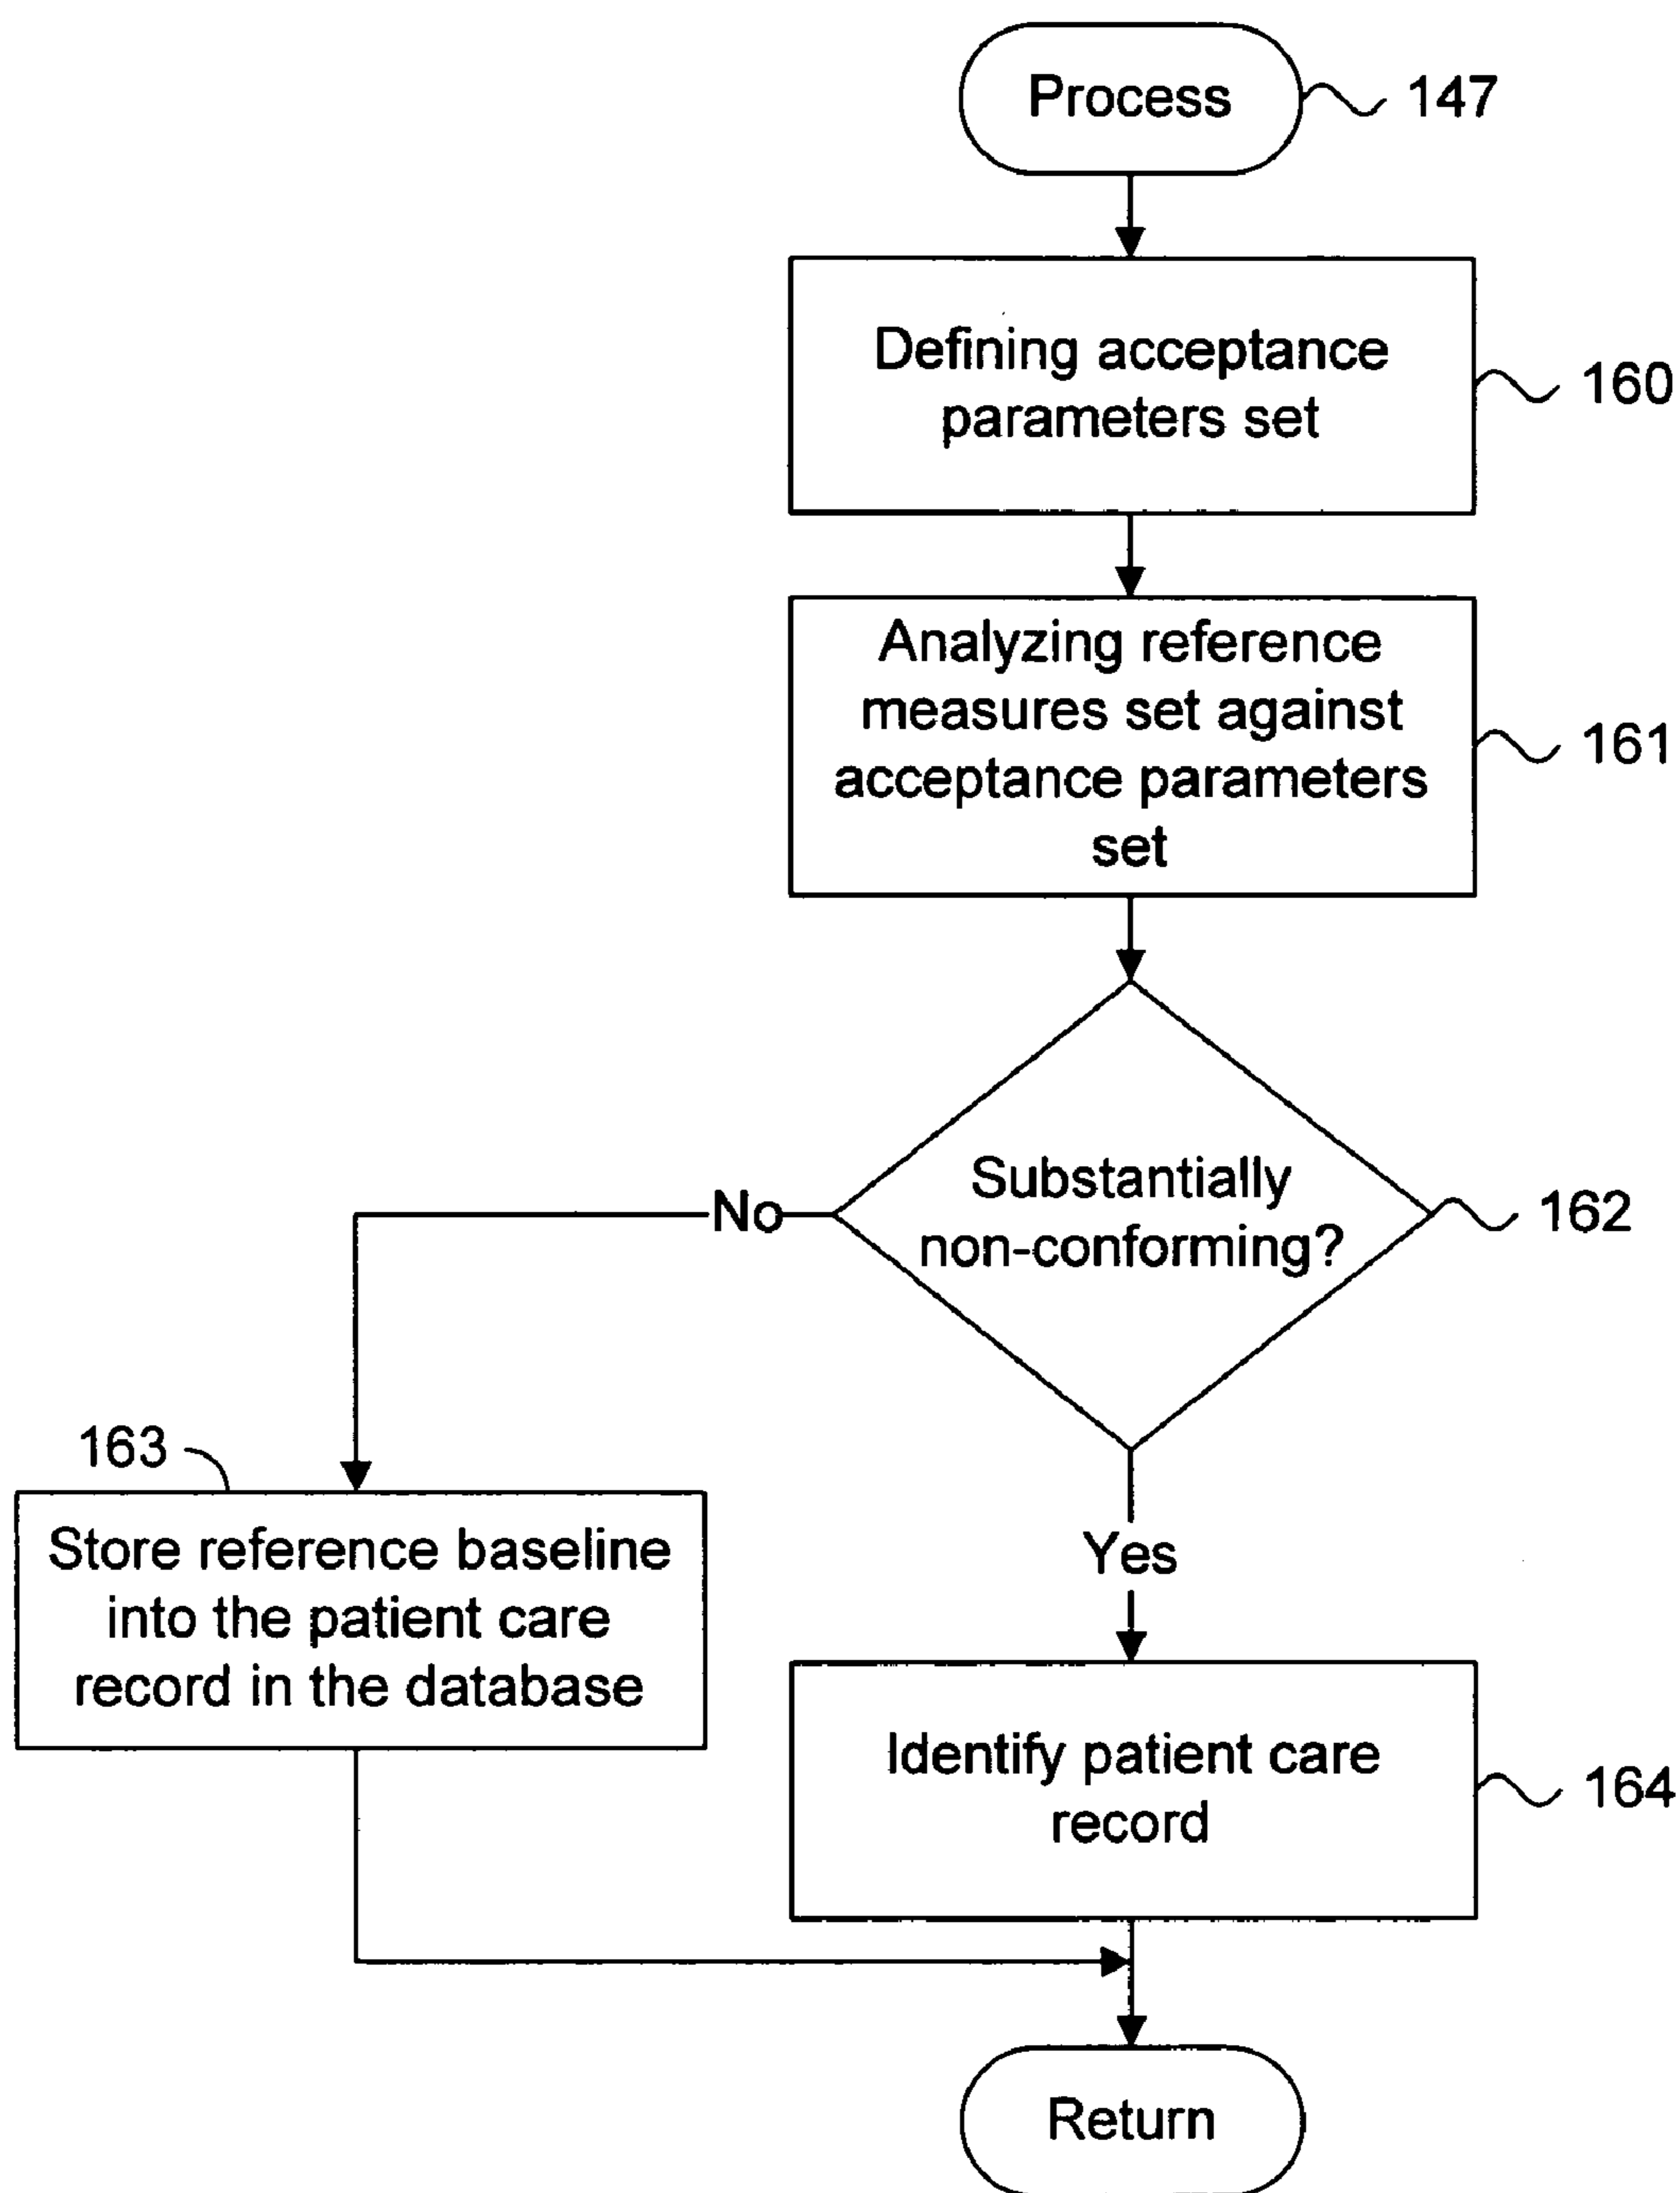 Process
147
Defining acceptance
parameters set
160
Analyzing reference
measures set against
acceptance parameters
set
161
Substantially
non-conforming?
162
No
Yes
163
Store reference baseline
into the patient care
record in the database
Identify patient care
record
164
Return